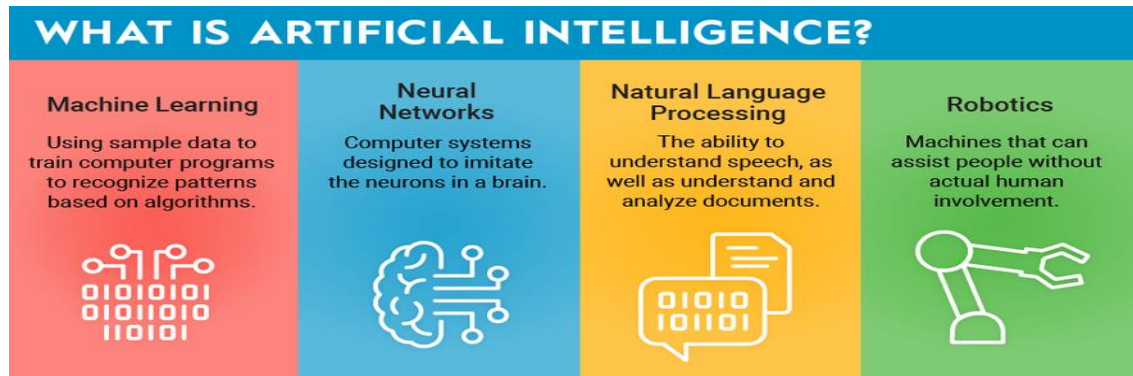 WHAT IS ARTIFICIAL INTELLIGENCE?
Machine Learning
Using sample data to
train computer programs
to recognize patterns
based on algorithms.
01010101
01011010
110101
Neural
Networks
Computer systems
designed to imitate
the neurons in a brain.
Natural Language
Processing
The ability to
understand speech, as
well as understand and
analyze documents.
01010
101101
Robotics
Machines that can
assist people without
actual human
involvement.